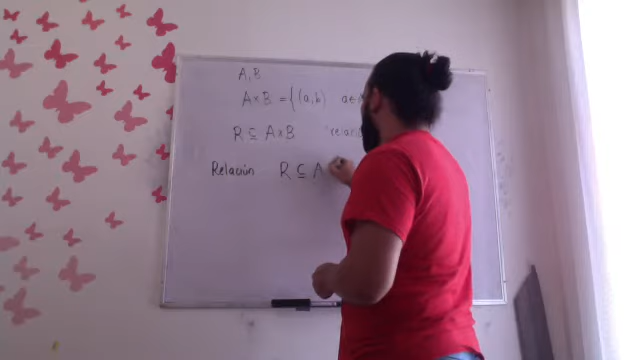 A, B
A × B = { (a, b) a ∈
R ⊆ A × B
Relación R ⊆ A